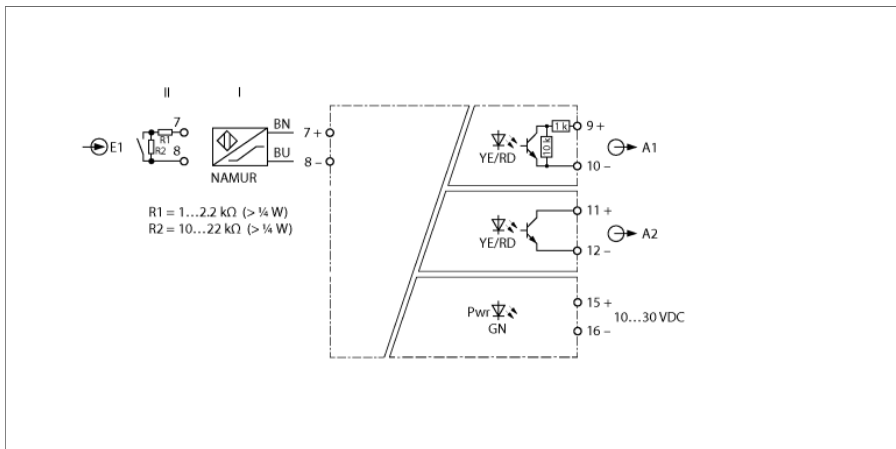 II
I
E1
7
R1
R2
8
BN
BU
NAMUR
7 +
8 –
R1 = 1...2.2 kΩ (> ¼ W)
R2 = 10...22 kΩ (> ¼ W)
YE/RD
1 k
10 k
9 +
10 –
A1
YE/RD
11 +
12 –
A2
Pwr
GN
15 +
16 –
10...30 VDC